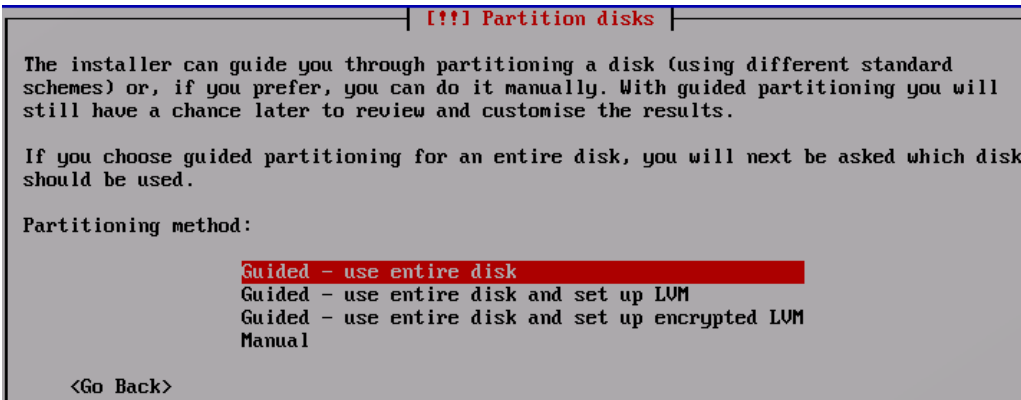 [!!] Partition disks
The installer can guide you through partitioning a disk (using different standard
schemes) or, if you prefer, you can do it manually. With guided partitioning you will
still have a chance later to review and customise the results.
If you choose guided partitioning for an entire disk, you will next be asked which disk
should be used.
Partitioning method:
Guided - use entire disk
Guided - use entire disk and set up LVM
Guided - use entire disk and set up encrypted LVM
Manual
<Go Back>